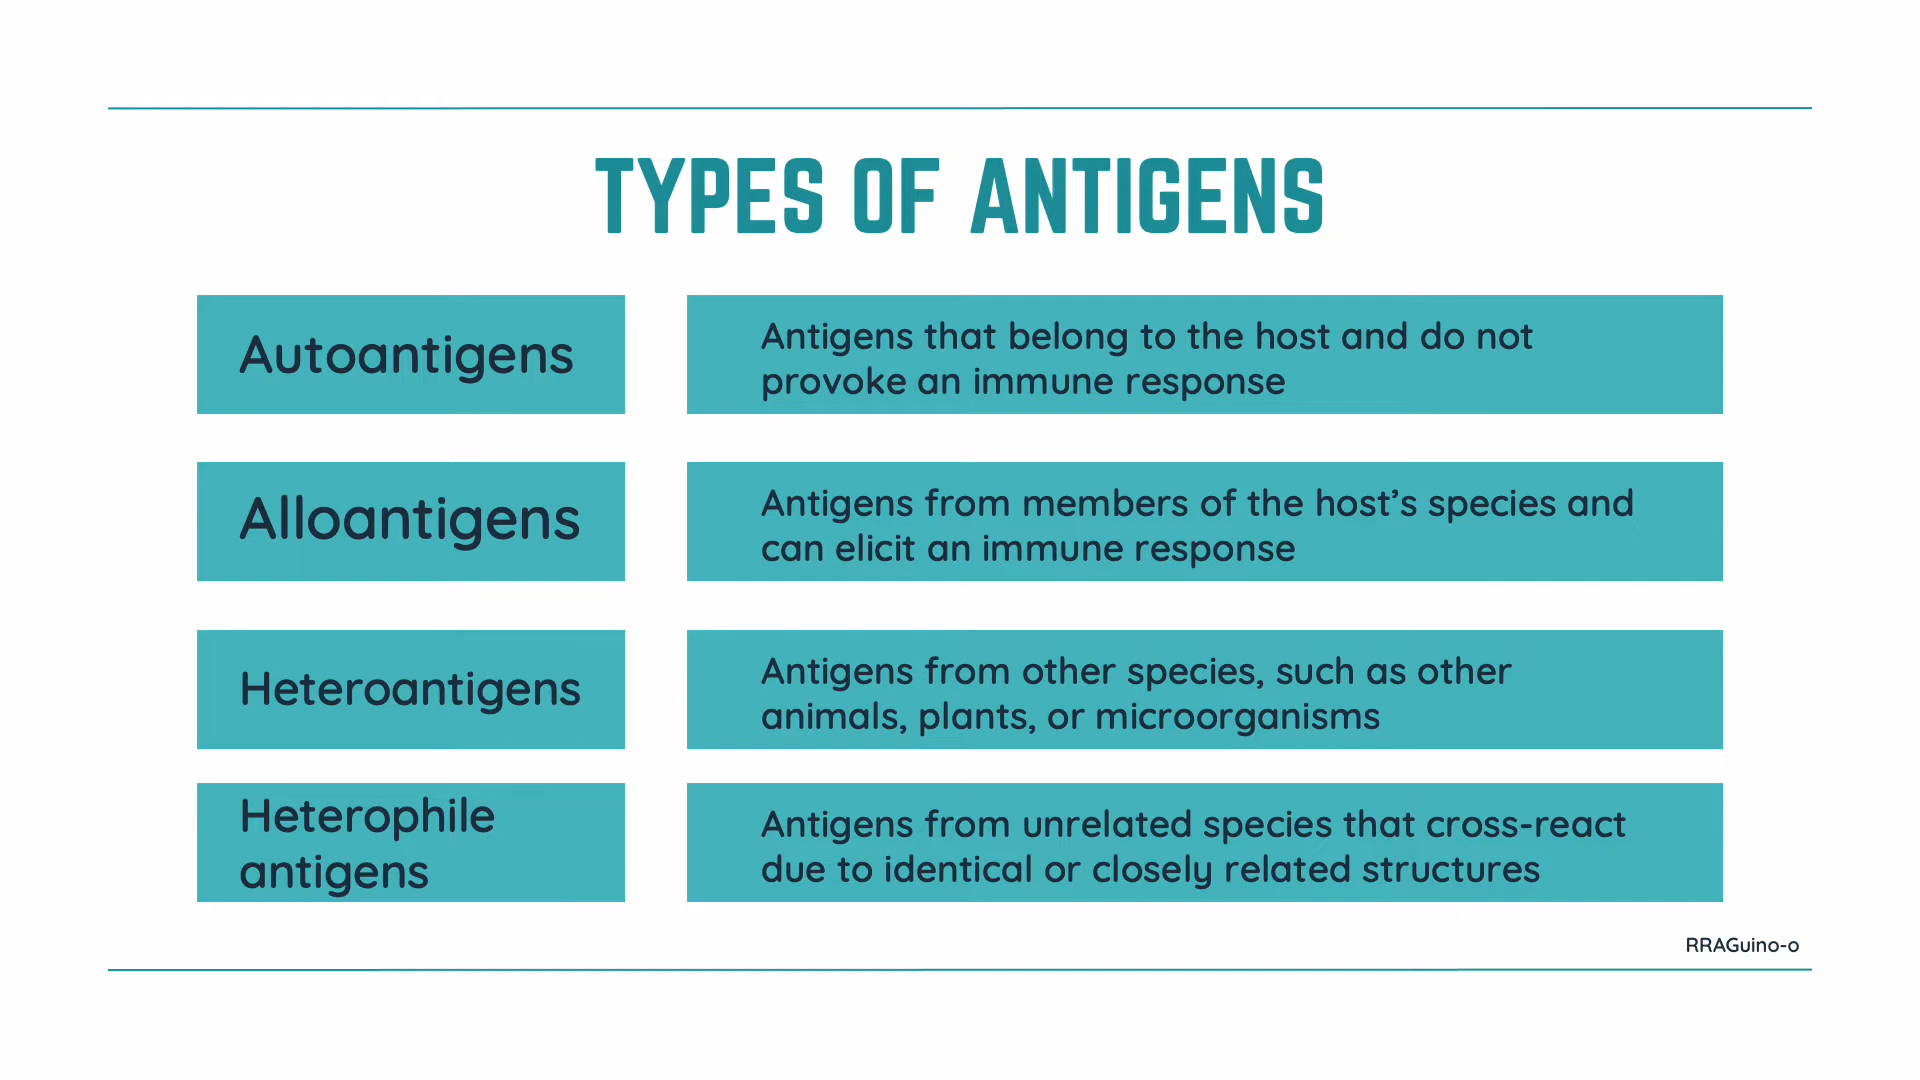 TYPES OF ANTIGENS
Autoantigens
Antigens that belong to the host and do not
provoke an immune response
Alloantigens
Antigens from members of the host’s species and
can elicit an immune response
Heteroantigens
Antigens from other species, such as other
animals, plants, or microorganisms
Heterophile
antigens
Antigens from unrelated species that cross-react
due to identical or closely related structures
RRAGuino-o